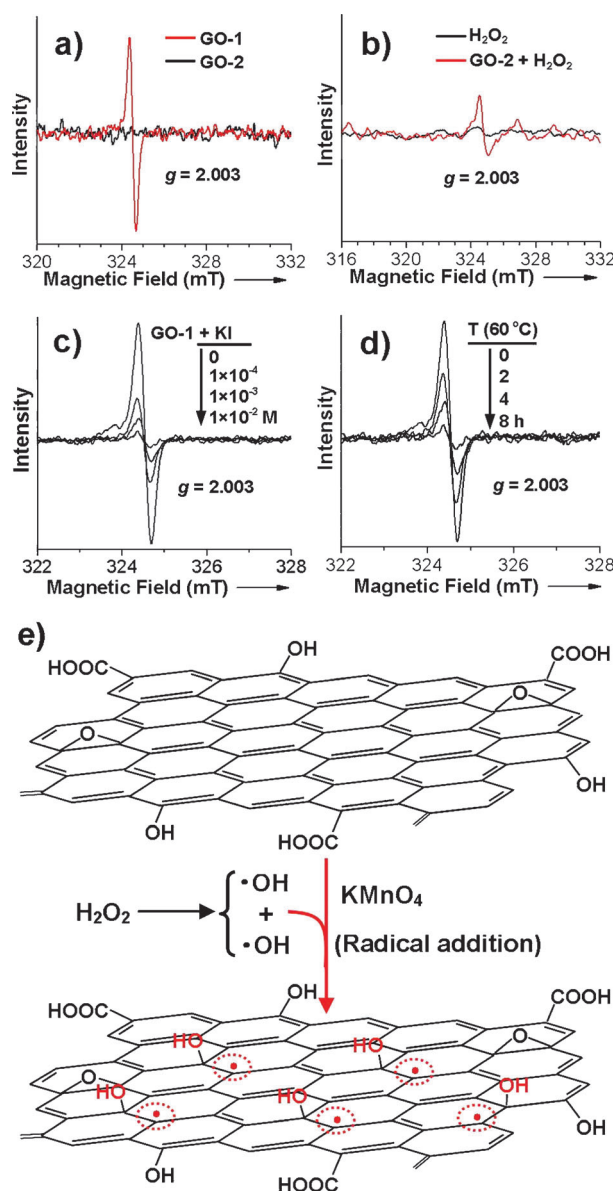 a)
GO-1
GO-2
Intensity
g = 2.003
320 324 328 332
Magnetic Field (mT)
b)
H₂O₂
GO-2 + H₂O₂
Intensity
g = 2.003
316 320 324 328 332
Magnetic Field (mT)
c)
GO-1 + KI
0
1×10⁻⁴
1×10⁻³
1×10⁻² M
Intensity
g = 2.003
322 324 326 328
Magnetic Field (mT)
d)
T (60 °C)
0
2
4
8 h
Intensity
g = 2.003
322 324 326 328
Magnetic Field (mT)
e)
OH
HOOC COOH
O
O
OH
OH
HOOC
·OH
KMnO₄
H₂O₂ { +
(Radical addition)
·OH
OH
HOOC COOH
HO HO O
O
HO HO OH
OH
OH
HOOC